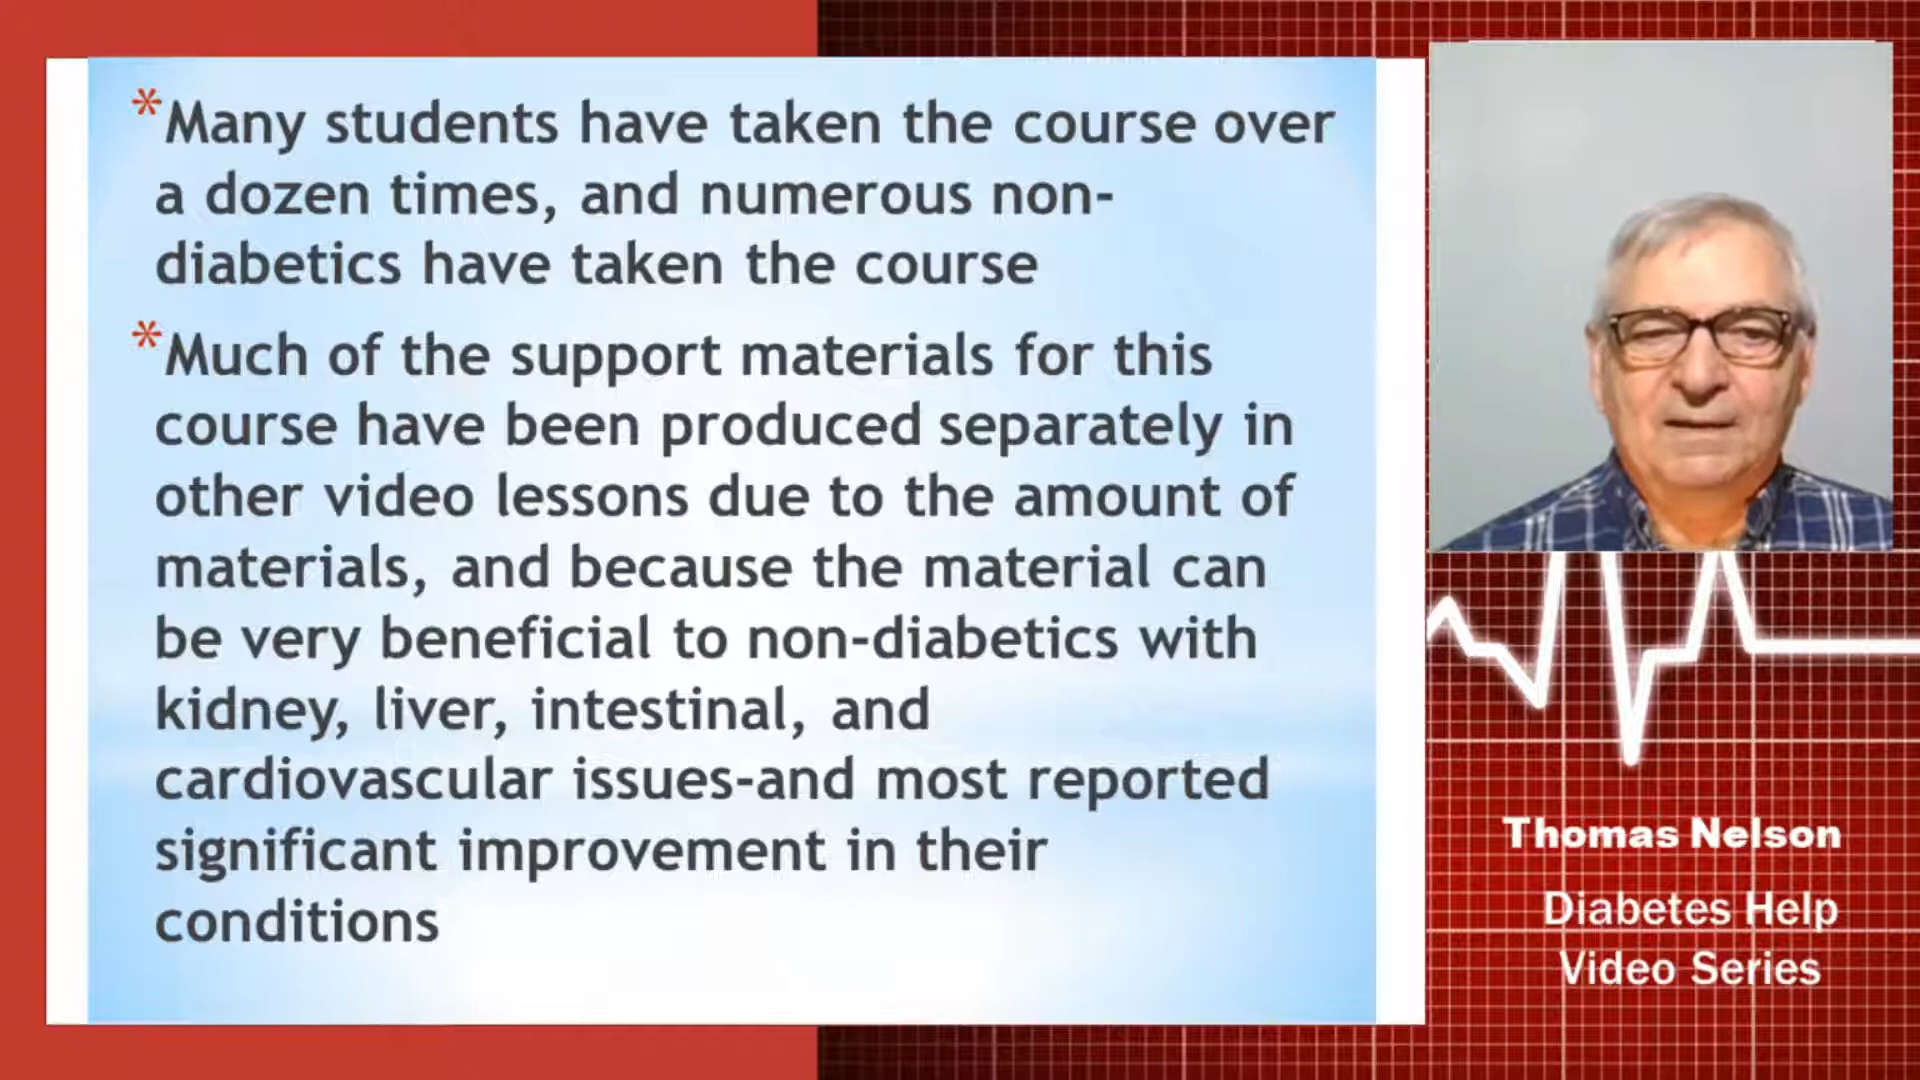 *Many students have taken the course over
a dozen times, and numerous non-
diabetics have taken the course
*Much of the support materials for this
course have been produced separately in
other video lessons due to the amount of
materials, and because the material can
be very beneficial to non-diabetics with
kidney, liver, intestinal, and
cardiovascular issues-and most reported
significant improvement in their
conditions
Thomas Nelson
Diabetes Help
Video Series